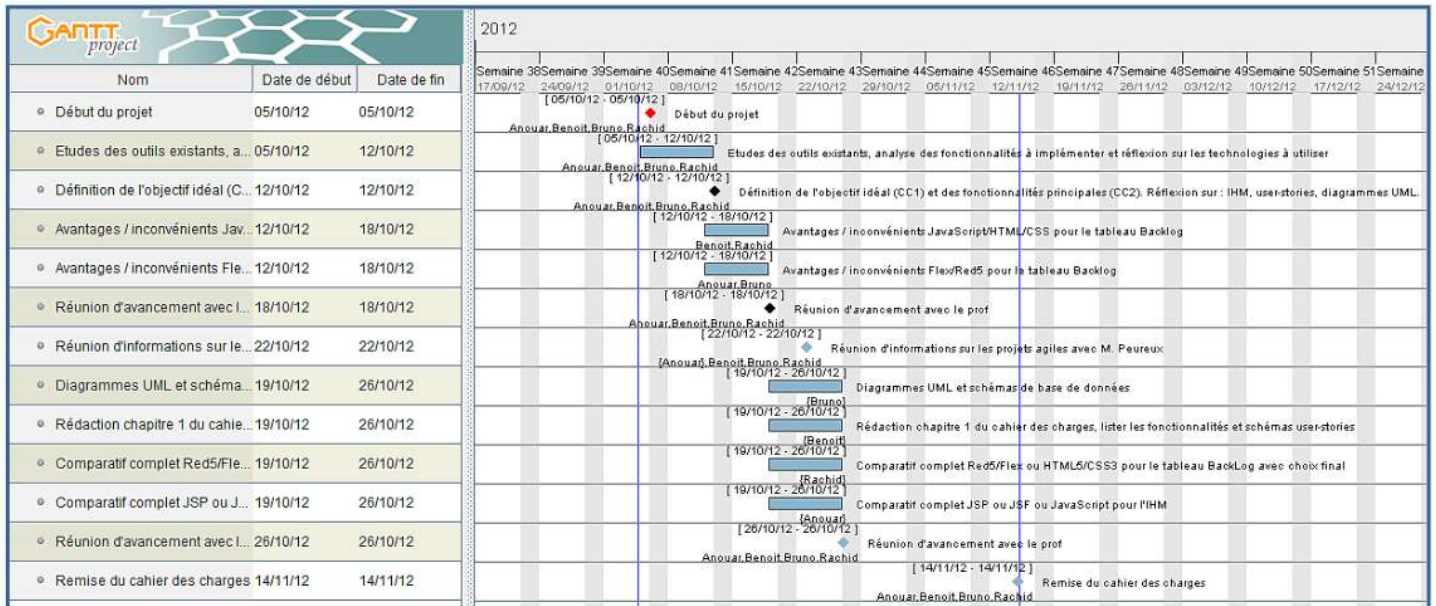 GANTT
project
2012
Nom Date de début Date de fin
Semaine 38 Semaine 39 Semaine 40 Semaine 41 Semaine 42 Semaine 43 Semaine 44 Semaine 45 Semaine 46 Semaine 47 Semaine 48 Semaine 49 Semaine 50 Semaine 51 Semaine
17/09/12 24/09/12 01/10/12 08/10/12 15/10/12 22/10/12 29/10/12 05/11/12 12/11/12 19/11/12 26/11/12 03/12/12 10/12/12 17/12/12 24/12/12
Début du projet 05/10/12 05/10/12
[ 05/10/12 - 05/10/12 ]
Début du projet
Anouar,Benoit,Bruno,Rachid
Etudes des outils existants, a... 05/10/12 12/10/12
[ 05/10/12 - 12/10/12 ]
Etudes des outils existants, analyse des fonctionnalités à implémenter et réflexion sur les technologies à utiliser
Anouar,Benoit,Bruno,Rachid
Définition de l'objectif idéal (C... 12/10/12 12/10/12
[ 12/10/12 - 12/10/12 ]
Définition de l'objectif idéal (CC1) et des fonctionnalités principales (CC2). Réflexion sur : IHM, user-stories, diagrammes UML.
Anouar,Benoit,Bruno,Rachid
Avantages / inconvénients Jav... 12/10/12 18/10/12
[ 12/10/12 - 18/10/12 ]
Avantages / inconvénients JavaScript/HTML/CSS pour le tableau Backlog
Benoit,Rachid
Avantages / inconvénients Fle... 12/10/12 18/10/12
[ 12/10/12 - 18/10/12 ]
Avantages / inconvénients Flex/Red5 pour le tableau Backlog
Anouar,Bruno
Réunion d'avancement avec l... 18/10/12 18/10/12
[ 18/10/12 - 18/10/12 ]
Réunion d'avancement avec le prof
Anouar,Benoit,Bruno,Rachid
Réunion d'informations sur le... 22/10/12 22/10/12
[ 22/10/12 - 22/10/12 ]
Réunion d'informations sur les projets agiles avec M. Peureux
{Anouar},Benoit,Bruno,Rachid
Diagrammes UML et schéma... 19/10/12 26/10/12
[ 19/10/12 - 26/10/12 ]
Diagrammes UML et schémas de base de données
{Bruno}
Rédaction chapitre 1 du cahie... 19/10/12 26/10/12
[ 19/10/12 - 26/10/12 ]
Rédaction chapitre 1 du cahier des charges, lister les fonctionnalités et schémas user-stories
{Benoit}
Comparatif complet Red5/Fle... 19/10/12 26/10/12
[ 19/10/12 - 26/10/12 ]
Comparatif complet Red5/Flex ou HTML5/CSS3 pour le tableau BackLog avec choix final
{Rachid}
Comparatif complet JSP ou J... 19/10/12 26/10/12
[ 19/10/12 - 26/10/12 ]
Comparatif complet JSP ou JSF ou JavaScript pour l'IHM
{Anouar}
Réunion d'avancement avec l... 26/10/12 26/10/12
[ 26/10/12 - 26/10/12 ]
Réunion d'avancement avec le prof
Anouar,Benoit,Bruno,Rachid
Remise du cahier des charges 14/11/12 14/11/12
[ 14/11/12 - 14/11/12 ]
Remise du cahier des charges
Anouar,Benoit,Bruno,Rachid